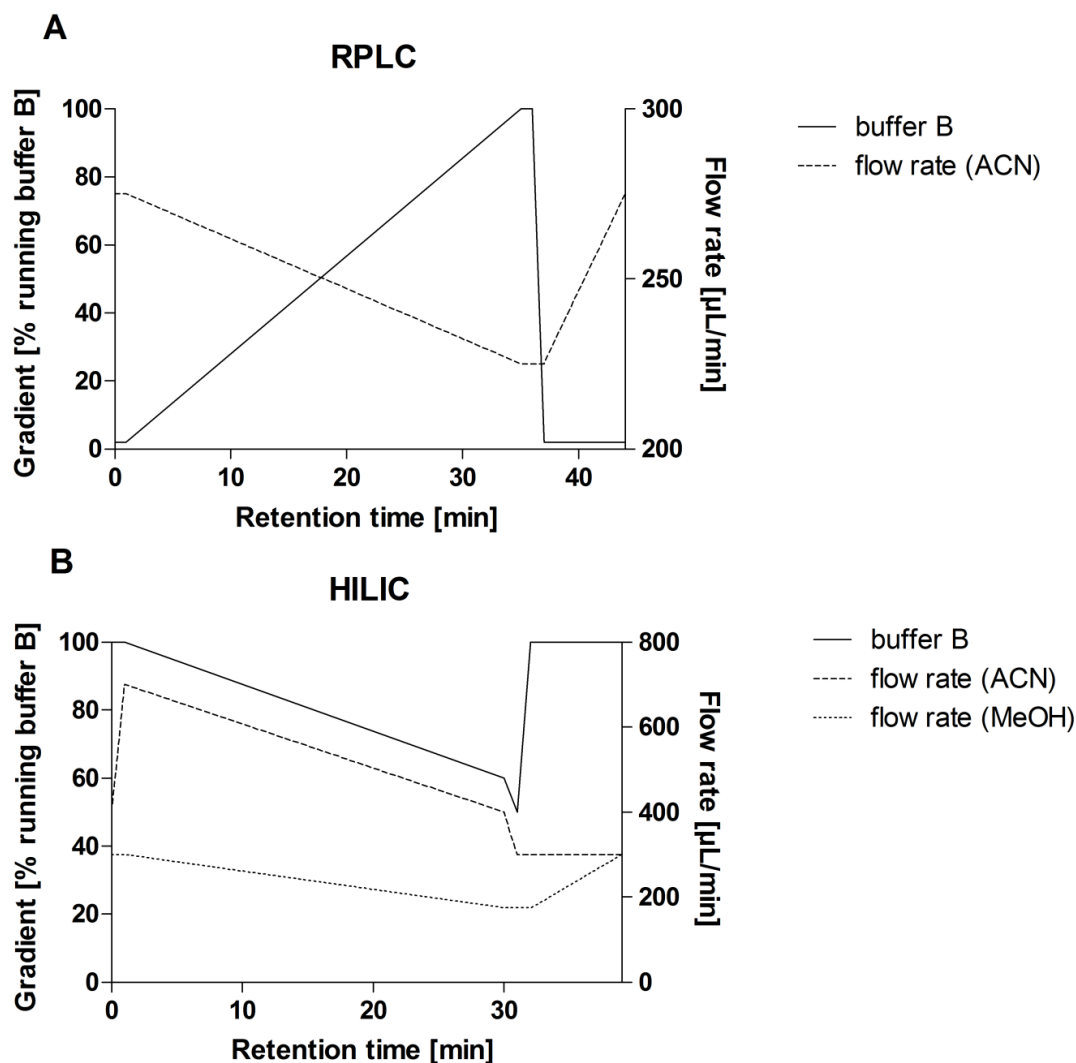 A
RPLC
Gradient [% running buffer B]
100
80
60
40
20
0
300
250
200
Flow rate [µL/min]
0 10 20 30 40
Retention time [min]
buffer B
flow rate (ACN)
B
HILIC
Gradient [% running buffer B]
100
80
60
40
20
0
800
600
400
200
0
Flow rate [µL/min]
0 10 20 30
Retention time [min]
buffer B
flow rate (ACN)
flow rate (MeOH)